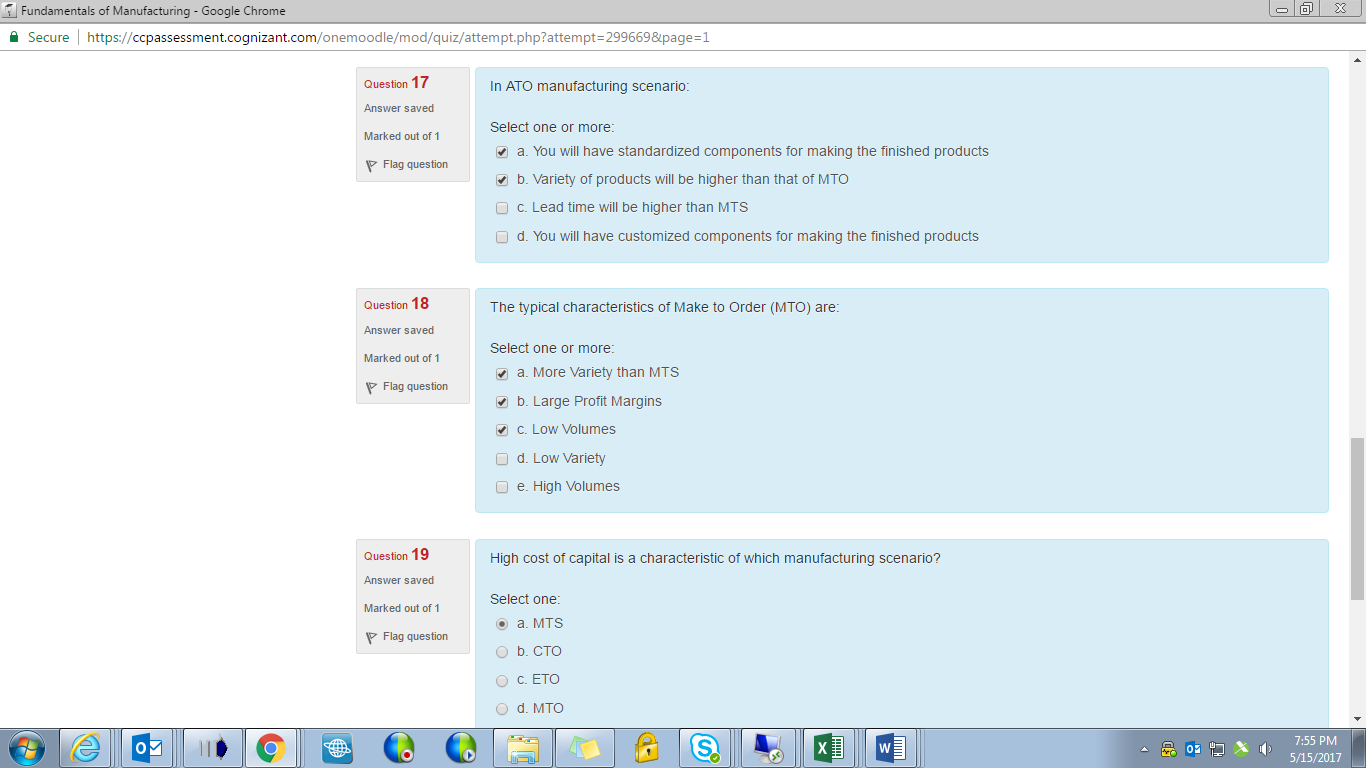 Fundamentals of Manufacturing - Google Chrome
Secure | https://ccpassessment.cognizant.com/onemoodle/mod/quiz/attempt.php?attempt=299669&page=1
Question 17
Answer saved
Marked out of 1
Flag question
In ATO manufacturing scenario:
Select one or more:
a. You will have standardized components for making the finished products
b. Variety of products will be higher than that of MTO
c. Lead time will be higher than MTS
d. You will have customized components for making the finished products
Question 18
Answer saved
Marked out of 1
Flag question
The typical characteristics of Make to Order (MTO) are:
Select one or more:
a. More Variety than MTS
b. Large Profit Margins
c. Low Volumes
d. Low Variety
e. High Volumes
Question 19
Answer saved
Marked out of 1
Flag question
High cost of capital is a characteristic of which manufacturing scenario?
Select one:
a. MTS
b. CTO
c. ETO
d. MTO
7:55 PM
5/15/2017